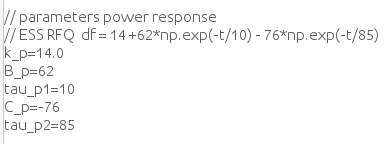 // parameters power response
// ESS RFQ  df = 14 +62*np.exp(-t/10) - 76*np.exp(-t/85)
k_p=14.0
B_p=62
tau_p1=10
C_p=-76
tau_p2=85